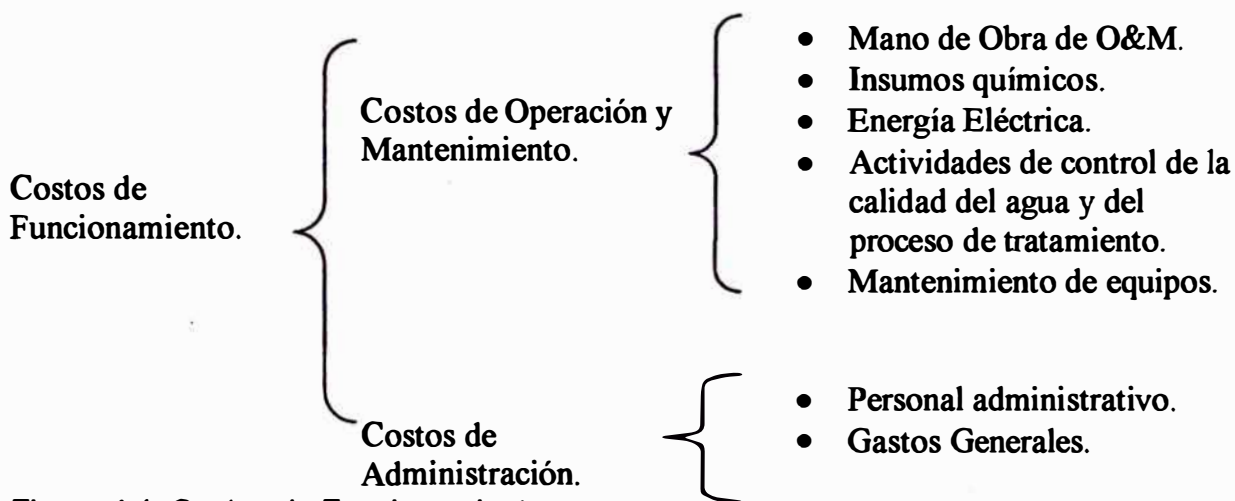 Costos de
Funcionamiento.
Costos de Operación y
Mantenimiento.
• Mano de Obra de O&M.
• Insumos químicos.
• Energía Eléctrica.
• Actividades de control de la
calidad del agua y del
proceso de tratamiento.
• Mantenimiento de equipos.
Costos de
Administración.
• Personal administrativo.
• Gastos Generales.